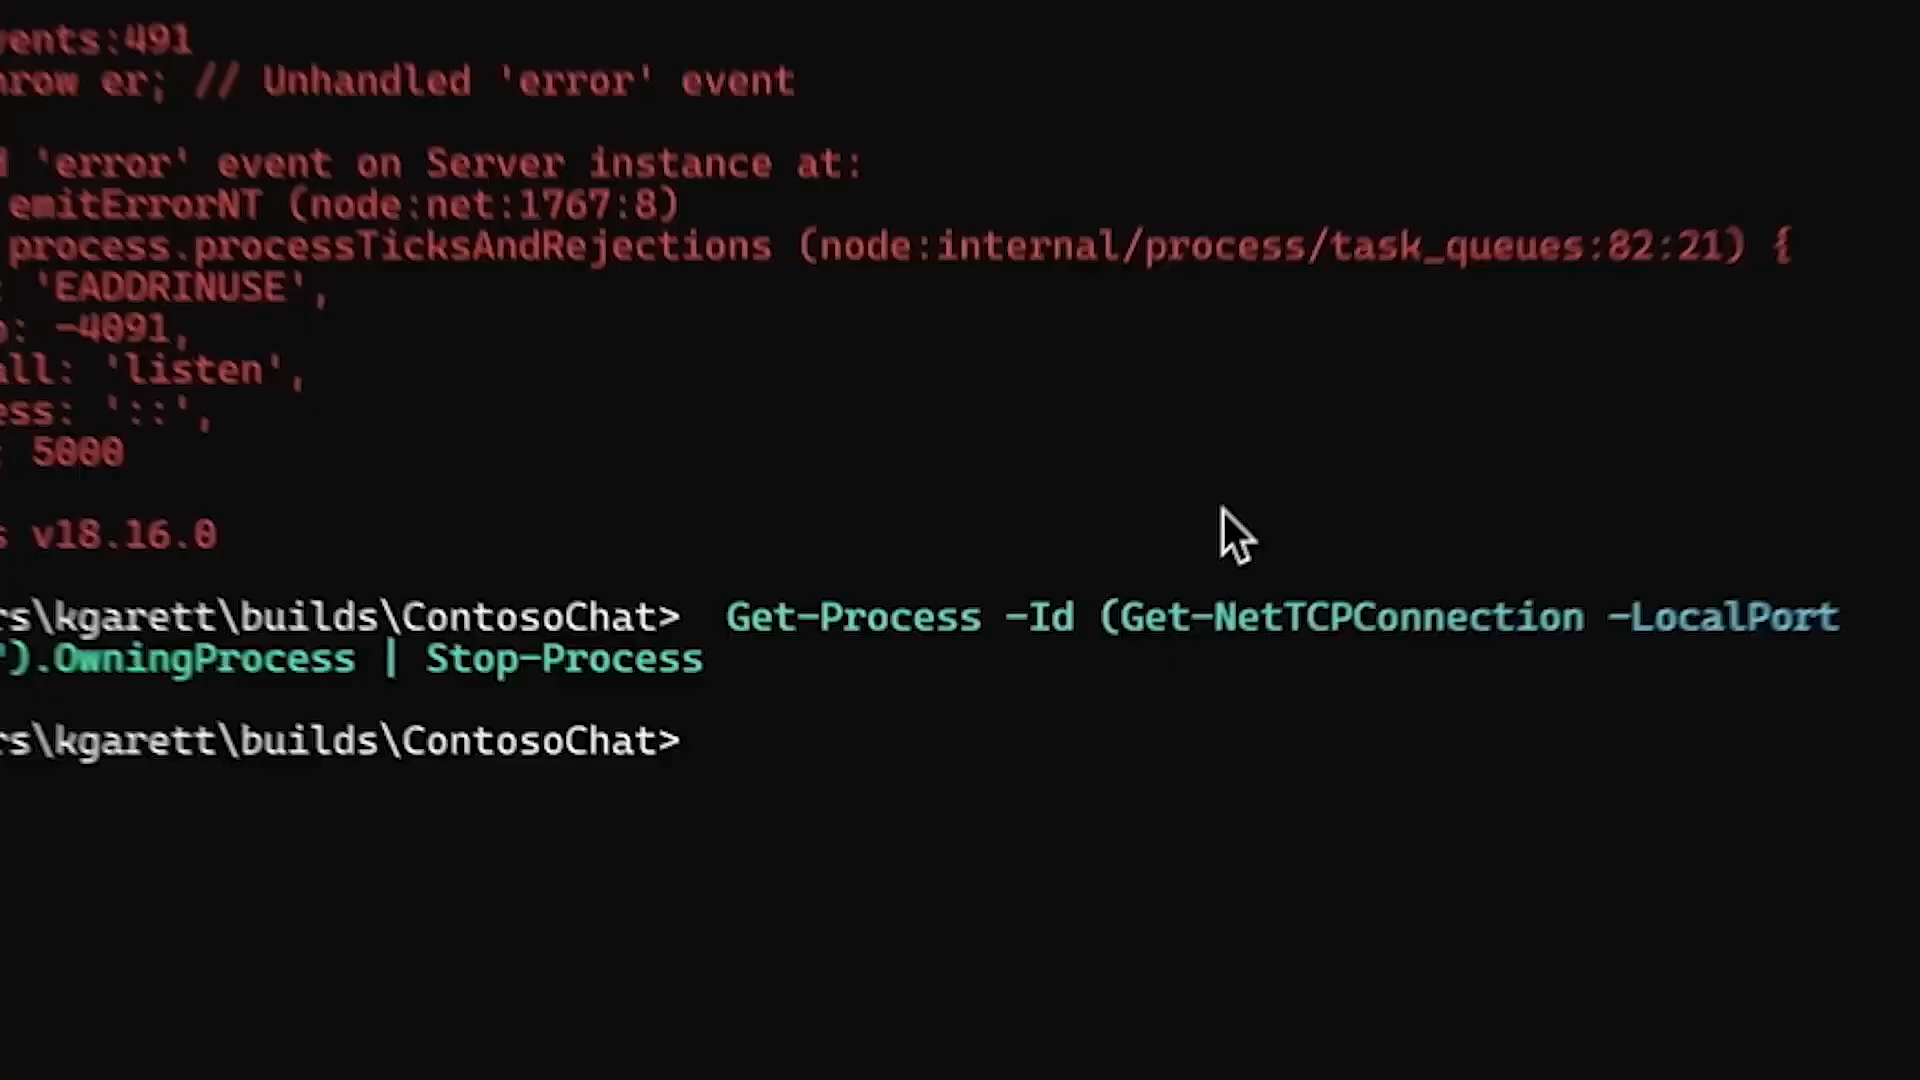 vents:491
hrow er; // Unhandled 'error' event
d 'error' event on Server instance at:
emitErrorNT (node:net:1767:8)
process.processTicksAndRejections (node:internal/process/task_queues:82:21) {
: 'EADDRINUSE',
o: -4091,
all: 'listen',
ess: '::',
: 5000
s v18.16.0
rs\kgarett\builds\ContosoChat> Get-Process -Id (Get-NetTCPConnection -LocalPort
").OwningProcess | Stop-Process
rs\kgarett\builds\ContosoChat>